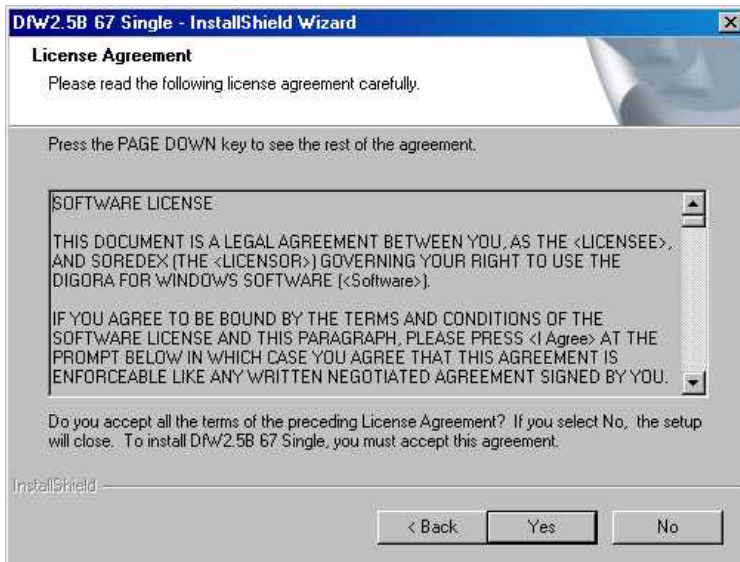 DfW2.5B 67 Single - InstallShield Wizard
License Agreement
Please read the following license agreement carefully.
Press the PAGE DOWN key to see the rest of the agreement.
SOFTWARE LICENSE
THIS DOCUMENT IS A LEGAL AGREEMENT BETWEEN YOU, AS THE <LICENSEE>,
AND SOREDEX (THE <LICENSOR>) GOVERNING YOUR RIGHT TO USE THE
DIGORA FOR WINDOWS SOFTWARE (<Software>).
IF YOU AGREE TO BE BOUND BY THE TERMS AND CONDITIONS OF THE
SOFTWARE LICENSE AND THIS PARAGRAPH, PLEASE PRESS <I Agree> AT THE
PROMPT BELOW IN WHICH CASE YOU AGREE THAT THIS AGREEMENT IS
ENFORCEABLE LIKE ANY WRITTEN NEGOTIATED AGREEMENT SIGNED BY YOU.
Do you accept all the terms of the preceding License Agreement? If you select No, the setup
will close. To install DfW2.5B 67 Single, you must accept this agreement.
InstallShield
< Back
Yes
No